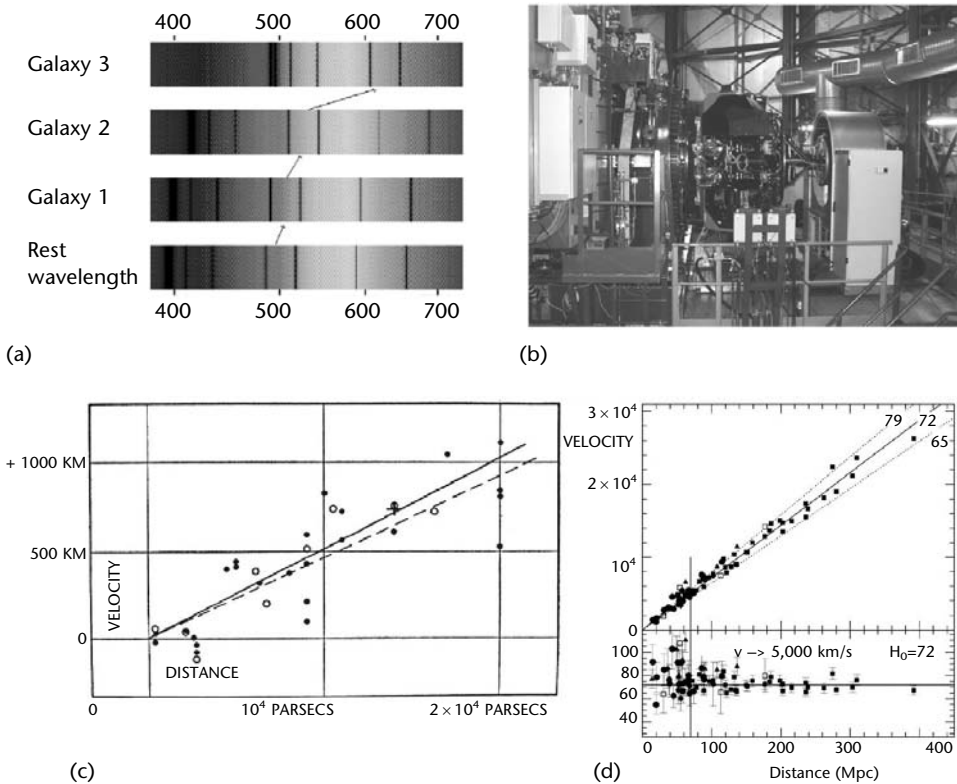 400 500 600 700
Galaxy 3
Galaxy 2
Galaxy 1
Rest
wavelength
400 500 600 700
(a)
(b)
+ 1000 KM
500 KM
0
VELOCITY
DISTANCE
0 10⁴ PARSECS 2 × 10⁴ PARSECS
(c)
3 × 10⁴
VELOCITY
79 72
65
2 × 10⁴
10⁴
0
v –> 5,000 km/s H₀=72
100
80
60
40
0 100 200 300 400
Distance (Mpc)
(d)